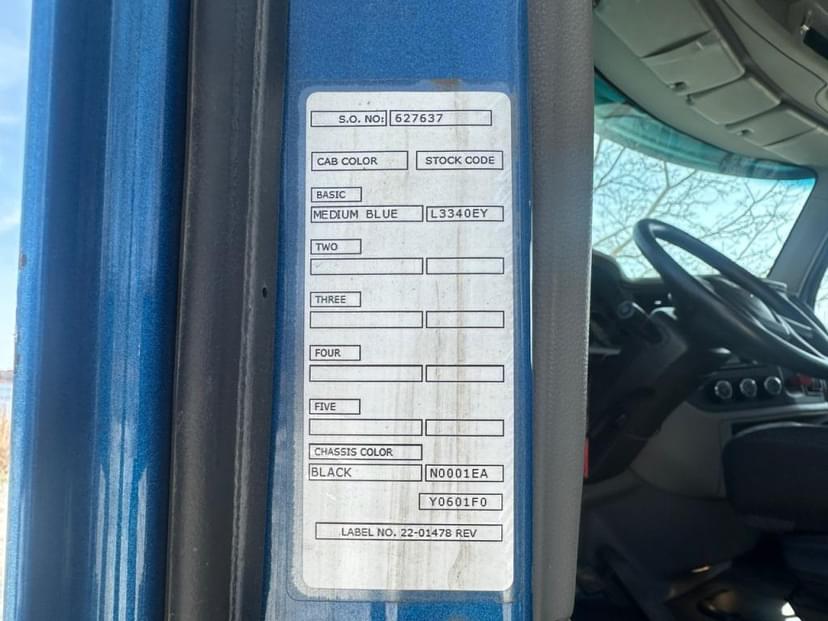 S.O. NO: 627637
CAB COLOR STOCK CODE
BASIC
MEDIUM BLUE L3340EY
TWO
THREE
FOUR
FIVE
CHASSIS COLOR
BLACK N0001EA
Y0601F0
LABEL NO. 22-01478 REV